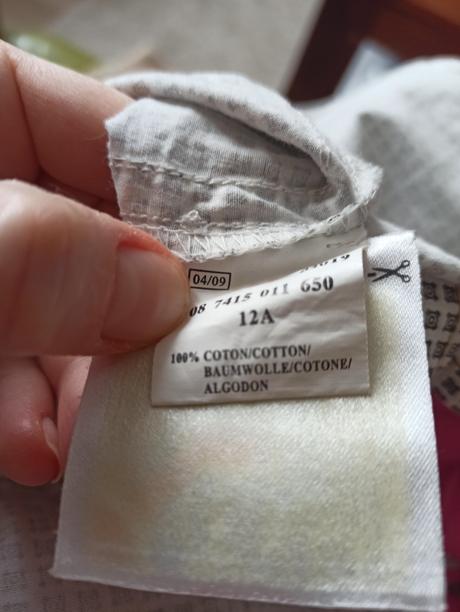 04/09
08 7415 011 650
12A
100% COTON/COTTON/
BAUMWOLLE/COTONE/
ALGODON